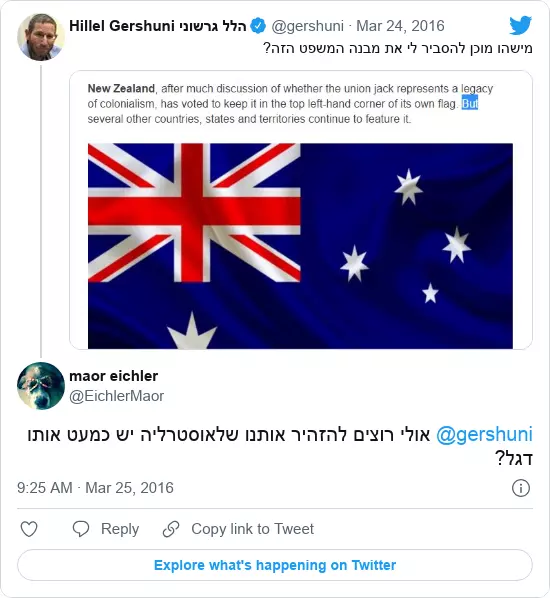 Hillel Gershuni הלל גרשוני @gershuni · Mar 24, 2016
מישהו מוכן להסביר לי את מבנה המשפט הזה?
New Zealand, after much discussion of whether the union jack represents a legacy
of colonialism, has voted to keep it in the top left-hand corner of its own flag. But
several other countries, states and territories continue to feature it.
maor eichler
@EichlerMaor
@gershuni אולי רוצים להזהיר אותנו שלאוסטרליה יש כמעט אותו
דגל?
9:25 AM · Mar 25, 2016
Reply
Copy link to Tweet
Explore what's happening on Twitter